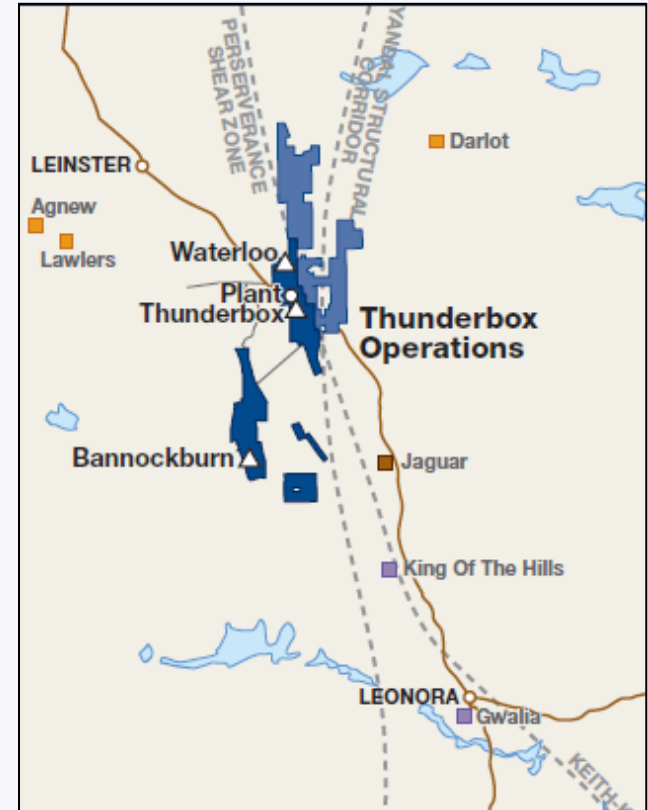 PERSERVERANCE
SHEAR ZONE
YANDAL STRUCTURAL
CORRIDOR
Darlot
LEINSTER
Agnew
Lawlers
Waterloo
Plant
Thunderbox
Thunderbox
Operations
Bannockburn
Jaguar
King Of The Hills
LEONORA
Gwalia